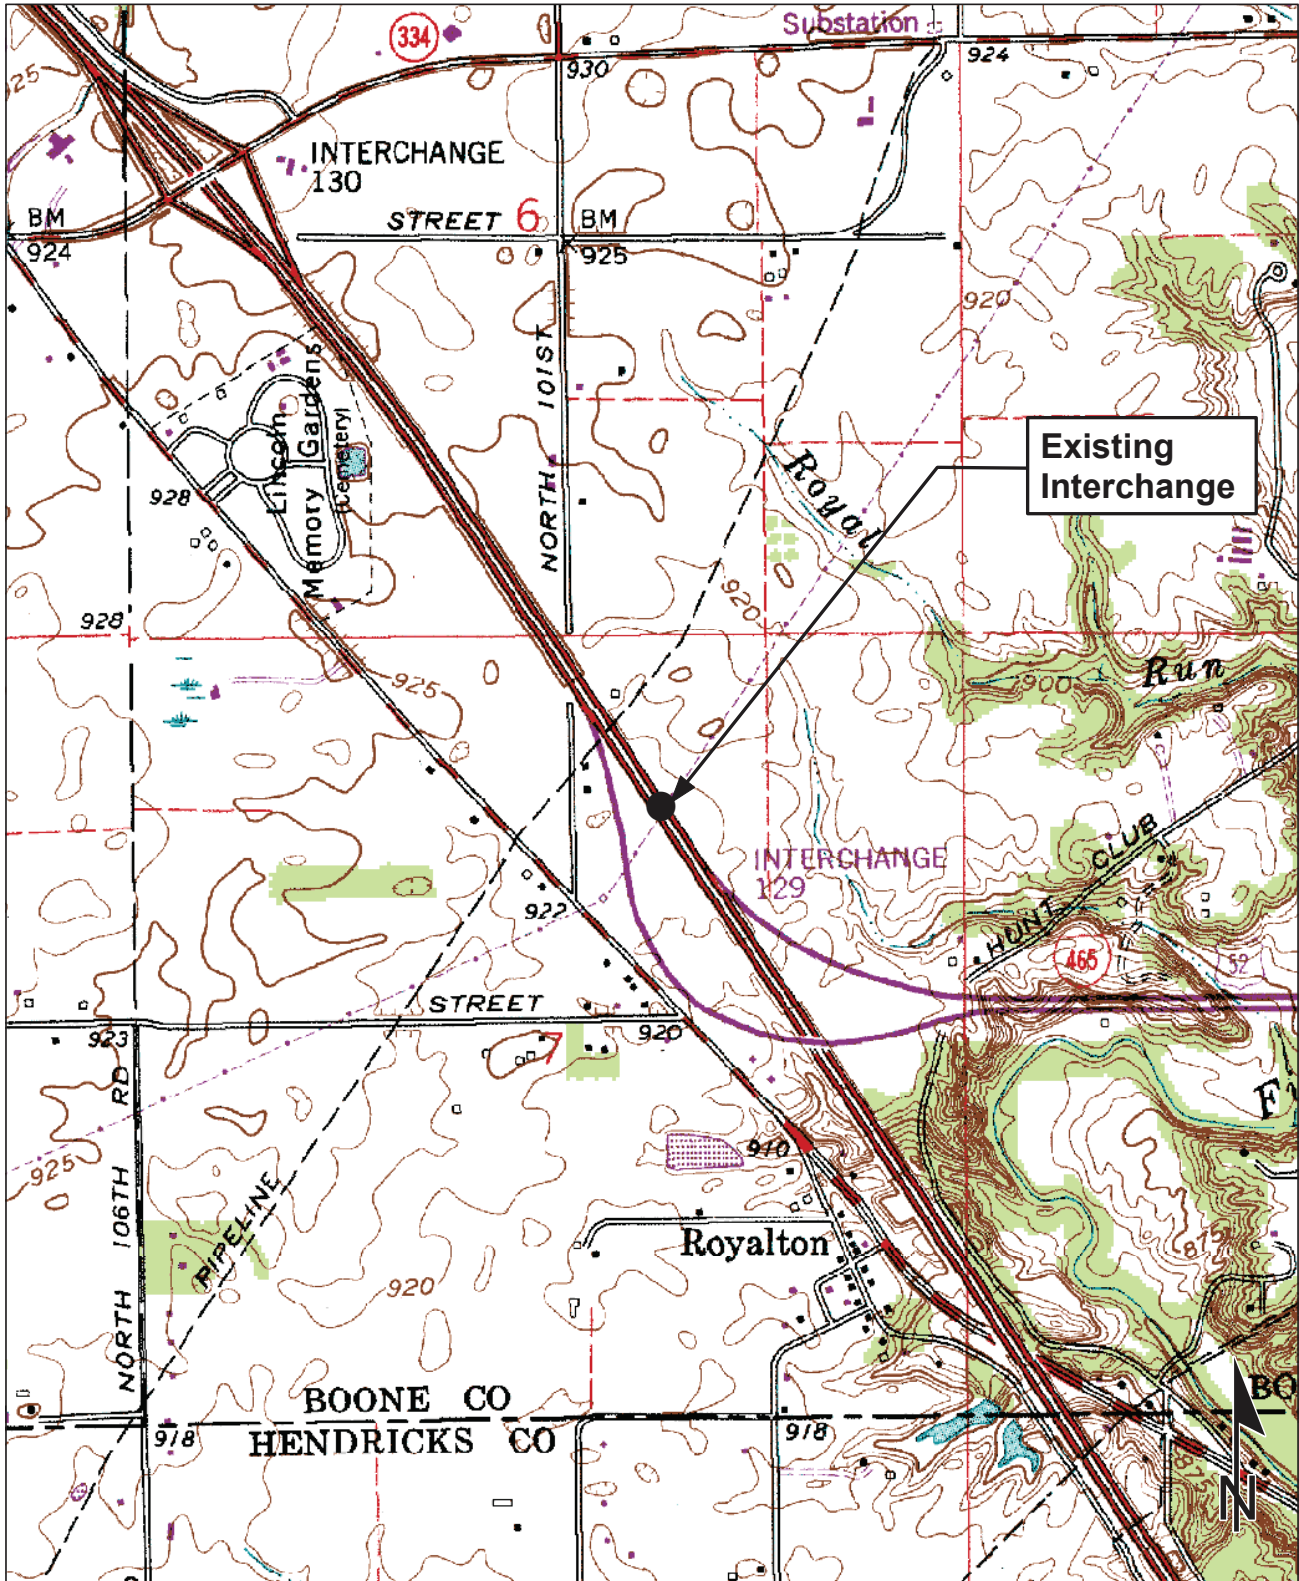 334
Substation
925
930
924
INTERCHANGE
130
STREET 6
BM
924
BM
925
920
NORTH 101ST
Lincoln
Memory Gardens
(Cemetery)
928
Existing
Interchange
Royal
928
920
925
900
Run
INTERCHANGE
129
HUNT CLUB
922
465
52
STREET
923
920
7
910
925
NORTH 106TH RD
PIPELINE
Royalton
875
920
BOONE CO
HENDRICKS CO
BO
918
918
N